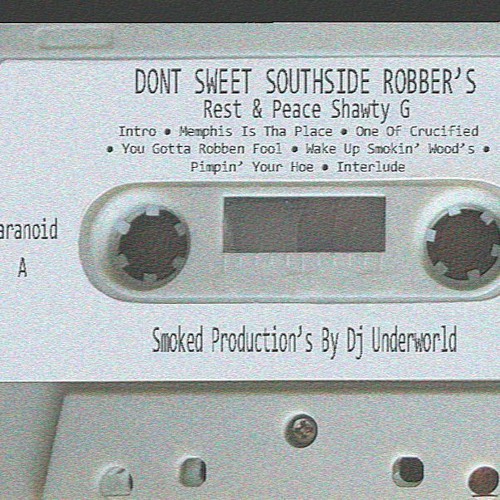 DONT SWEET SOUTHSIDE ROBBER'S
Rest & Peace Shawty G
Intro • Memphis Is Tha Place • One Of Crucified
• You Gotta Robben Fool • Wake Up Smokin' Wood's •
Pimpin' Your Hoe • Interlude
aranoid
A
Smoked Production's By Dj Underworld